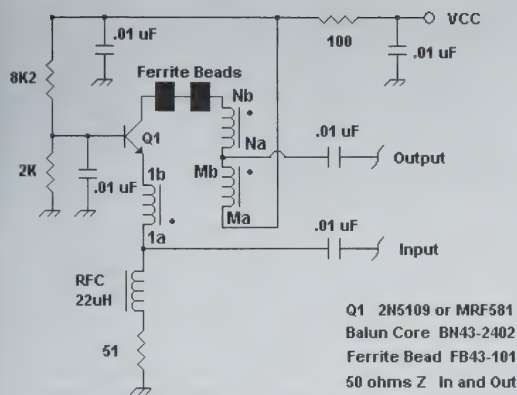 VCC
.01 uF
100
.01 uF
8K2
Ferrite Beads
Nb
Q1
Na
2K
.01 uF
Mb
.01 uF
Output
1b
Ma
1a
.01 uF
Input
RFC
22uH
51
Q1 2N5109 or MRF581
Balun Core BN43-2402
Ferrite Bead FB43-101
50 ohms Z In and Out